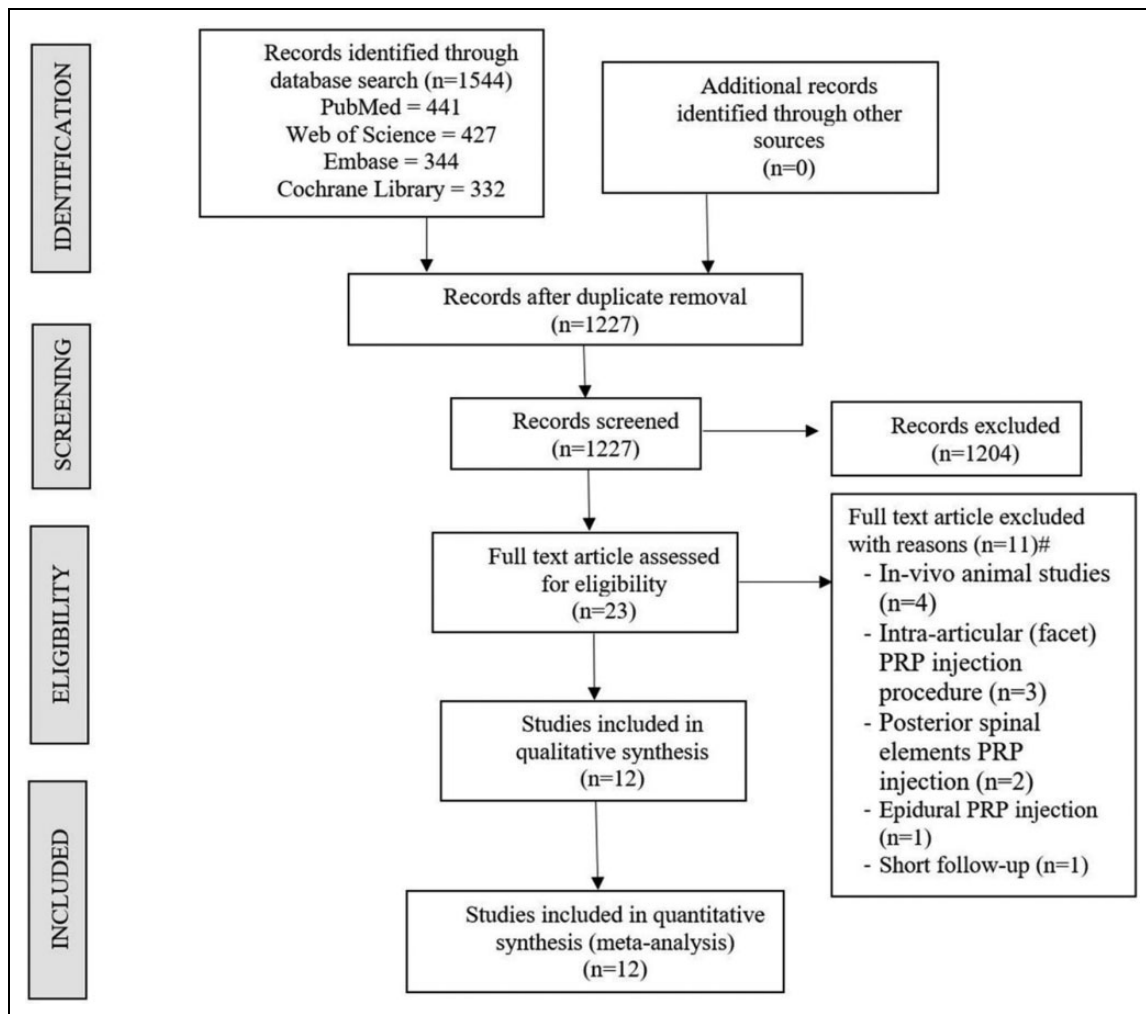 IDENTIFICATION
Records identified through
database search (n=1544)
PubMed = 441
Web of Science = 427
Embase = 344
Cochrane Library = 332
Additional records
identified through other
sources
(n=0)
Records after duplicate removal
(n=1227)
SCREENING
Records screened
(n=1227)
Records excluded
(n=1204)
ELIGIBILITY
Full text article assessed
for eligibility
(n=23)
Full text article excluded
with reasons (n=11)#
- In-vivo animal studies
(n=4)
- Intra-articular (facet)
PRP injection
procedure (n=3)
- Posterior spinal
elements PRP
injection (n=2)
- Epidural PRP injection
(n=1)
- Short follow-up (n=1)
Studies included in
qualitative synthesis
(n=12)
INCLUDED
Studies included in quantitative
synthesis (meta-analysis)
(n=12)